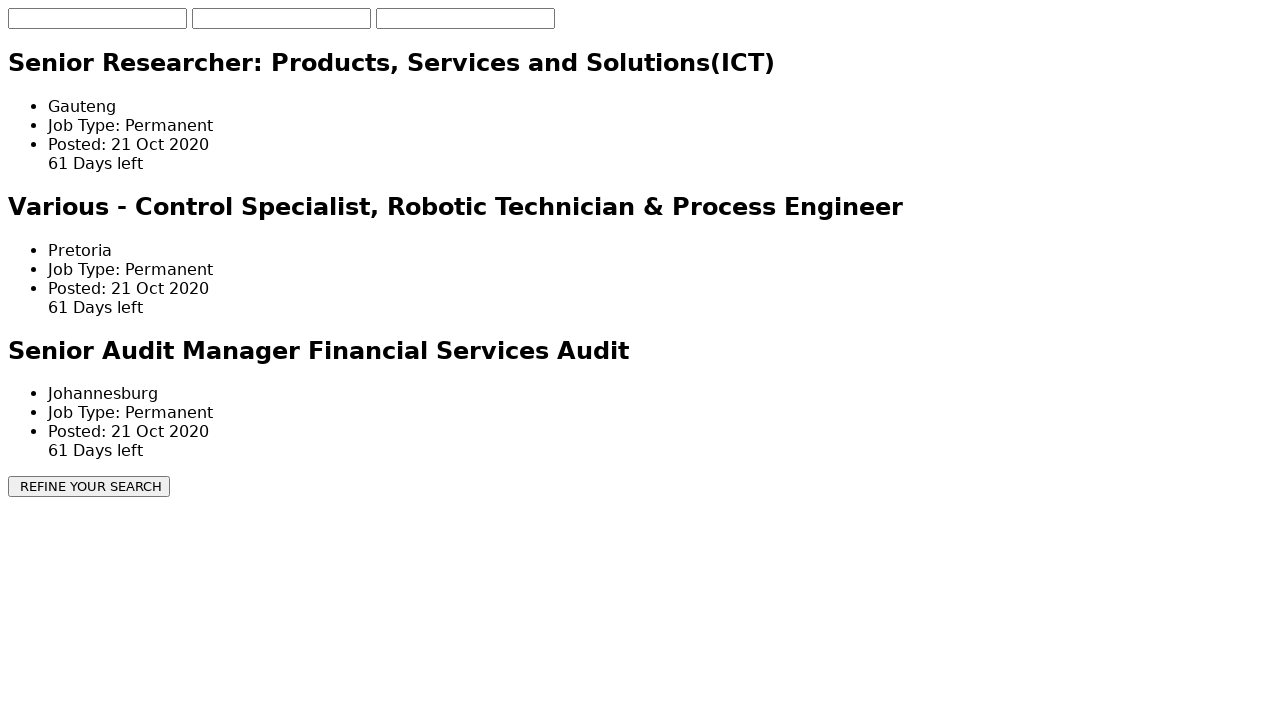 Senior Researcher: Products, Services and Solutions(ICT)
Gauteng
Job Type: Permanent
Posted: 21 Oct 2020
61 Days left
Various - Control Specialist, Robotic Technician & Process Engineer
Pretoria
Job Type: Permanent
Posted: 21 Oct 2020
61 Days left
Senior Audit Manager Financial Services Audit
Johannesburg
Job Type: Permanent
Posted: 21 Oct 2020
61 Days left
REFINE YOUR SEARCH